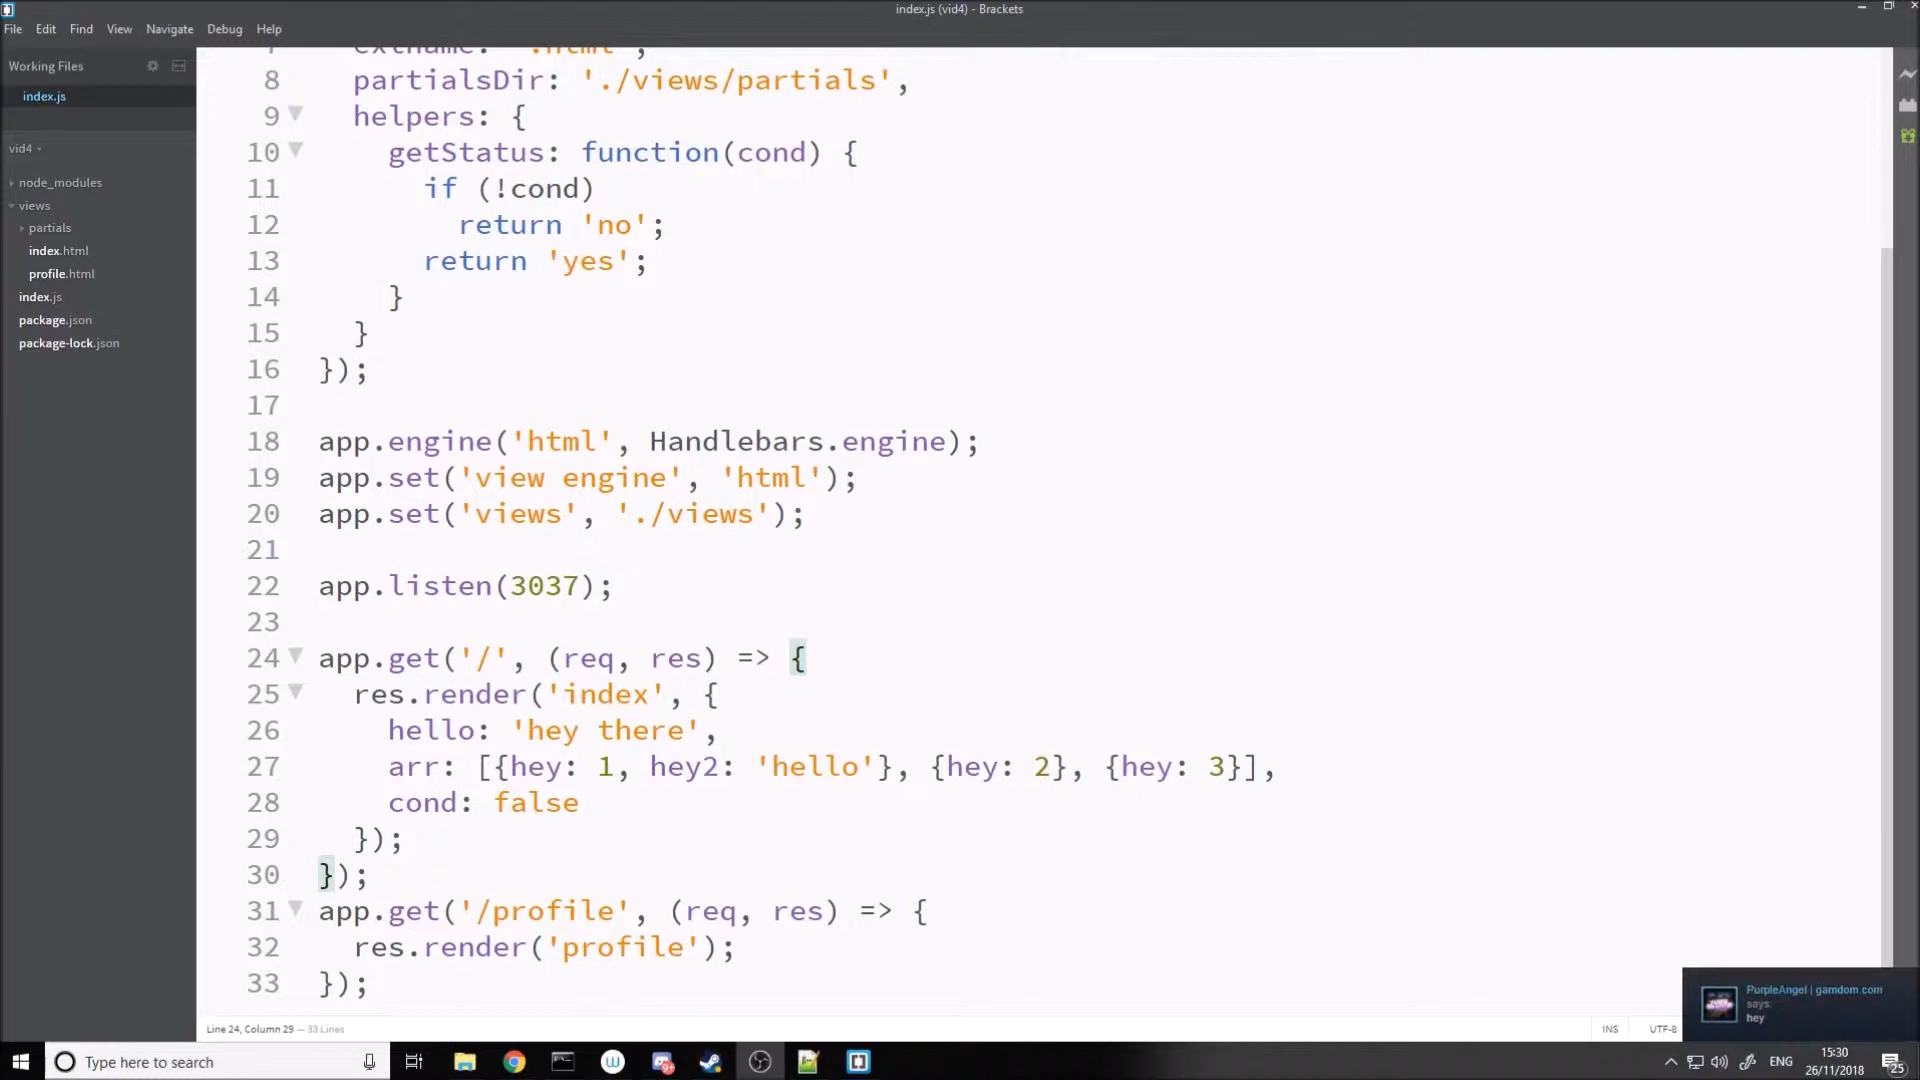 index.js (vid4) - Brackets
File Edit Find View Navigate Debug Help
Working Files
index.js
vid4
node_modules
views
partials
index.html
profile.html
index.js
package.json
package-lock.json
7 extname: '.html',
8 partialsDir: './views/partials',
9 helpers: {
10 getStatus: function(cond) {
11 if (!cond)
12 return 'no';
13 return 'yes';
14 }
15 }
16 });
17
18 app.engine('html', Handlebars.engine);
19 app.set('view engine', 'html');
20 app.set('views', './views');
21
22 app.listen(3037);
23
24 app.get('/', (req, res) => {
25 res.render('index', {
26 hello: 'hey there',
27 arr: [{hey: 1, hey2: 'hello'}, {hey: 2}, {hey: 3}],
28 cond: false
29 });
30 });
31 app.get('/profile', (req, res) => {
32 res.render('profile');
33 });
Line 24, Column 29 — 33 Lines
INS UTF-8
PurpleAngel | gamdom.com
says:
hey
Type here to search
9+
ENG
15:30
26/11/2018
25